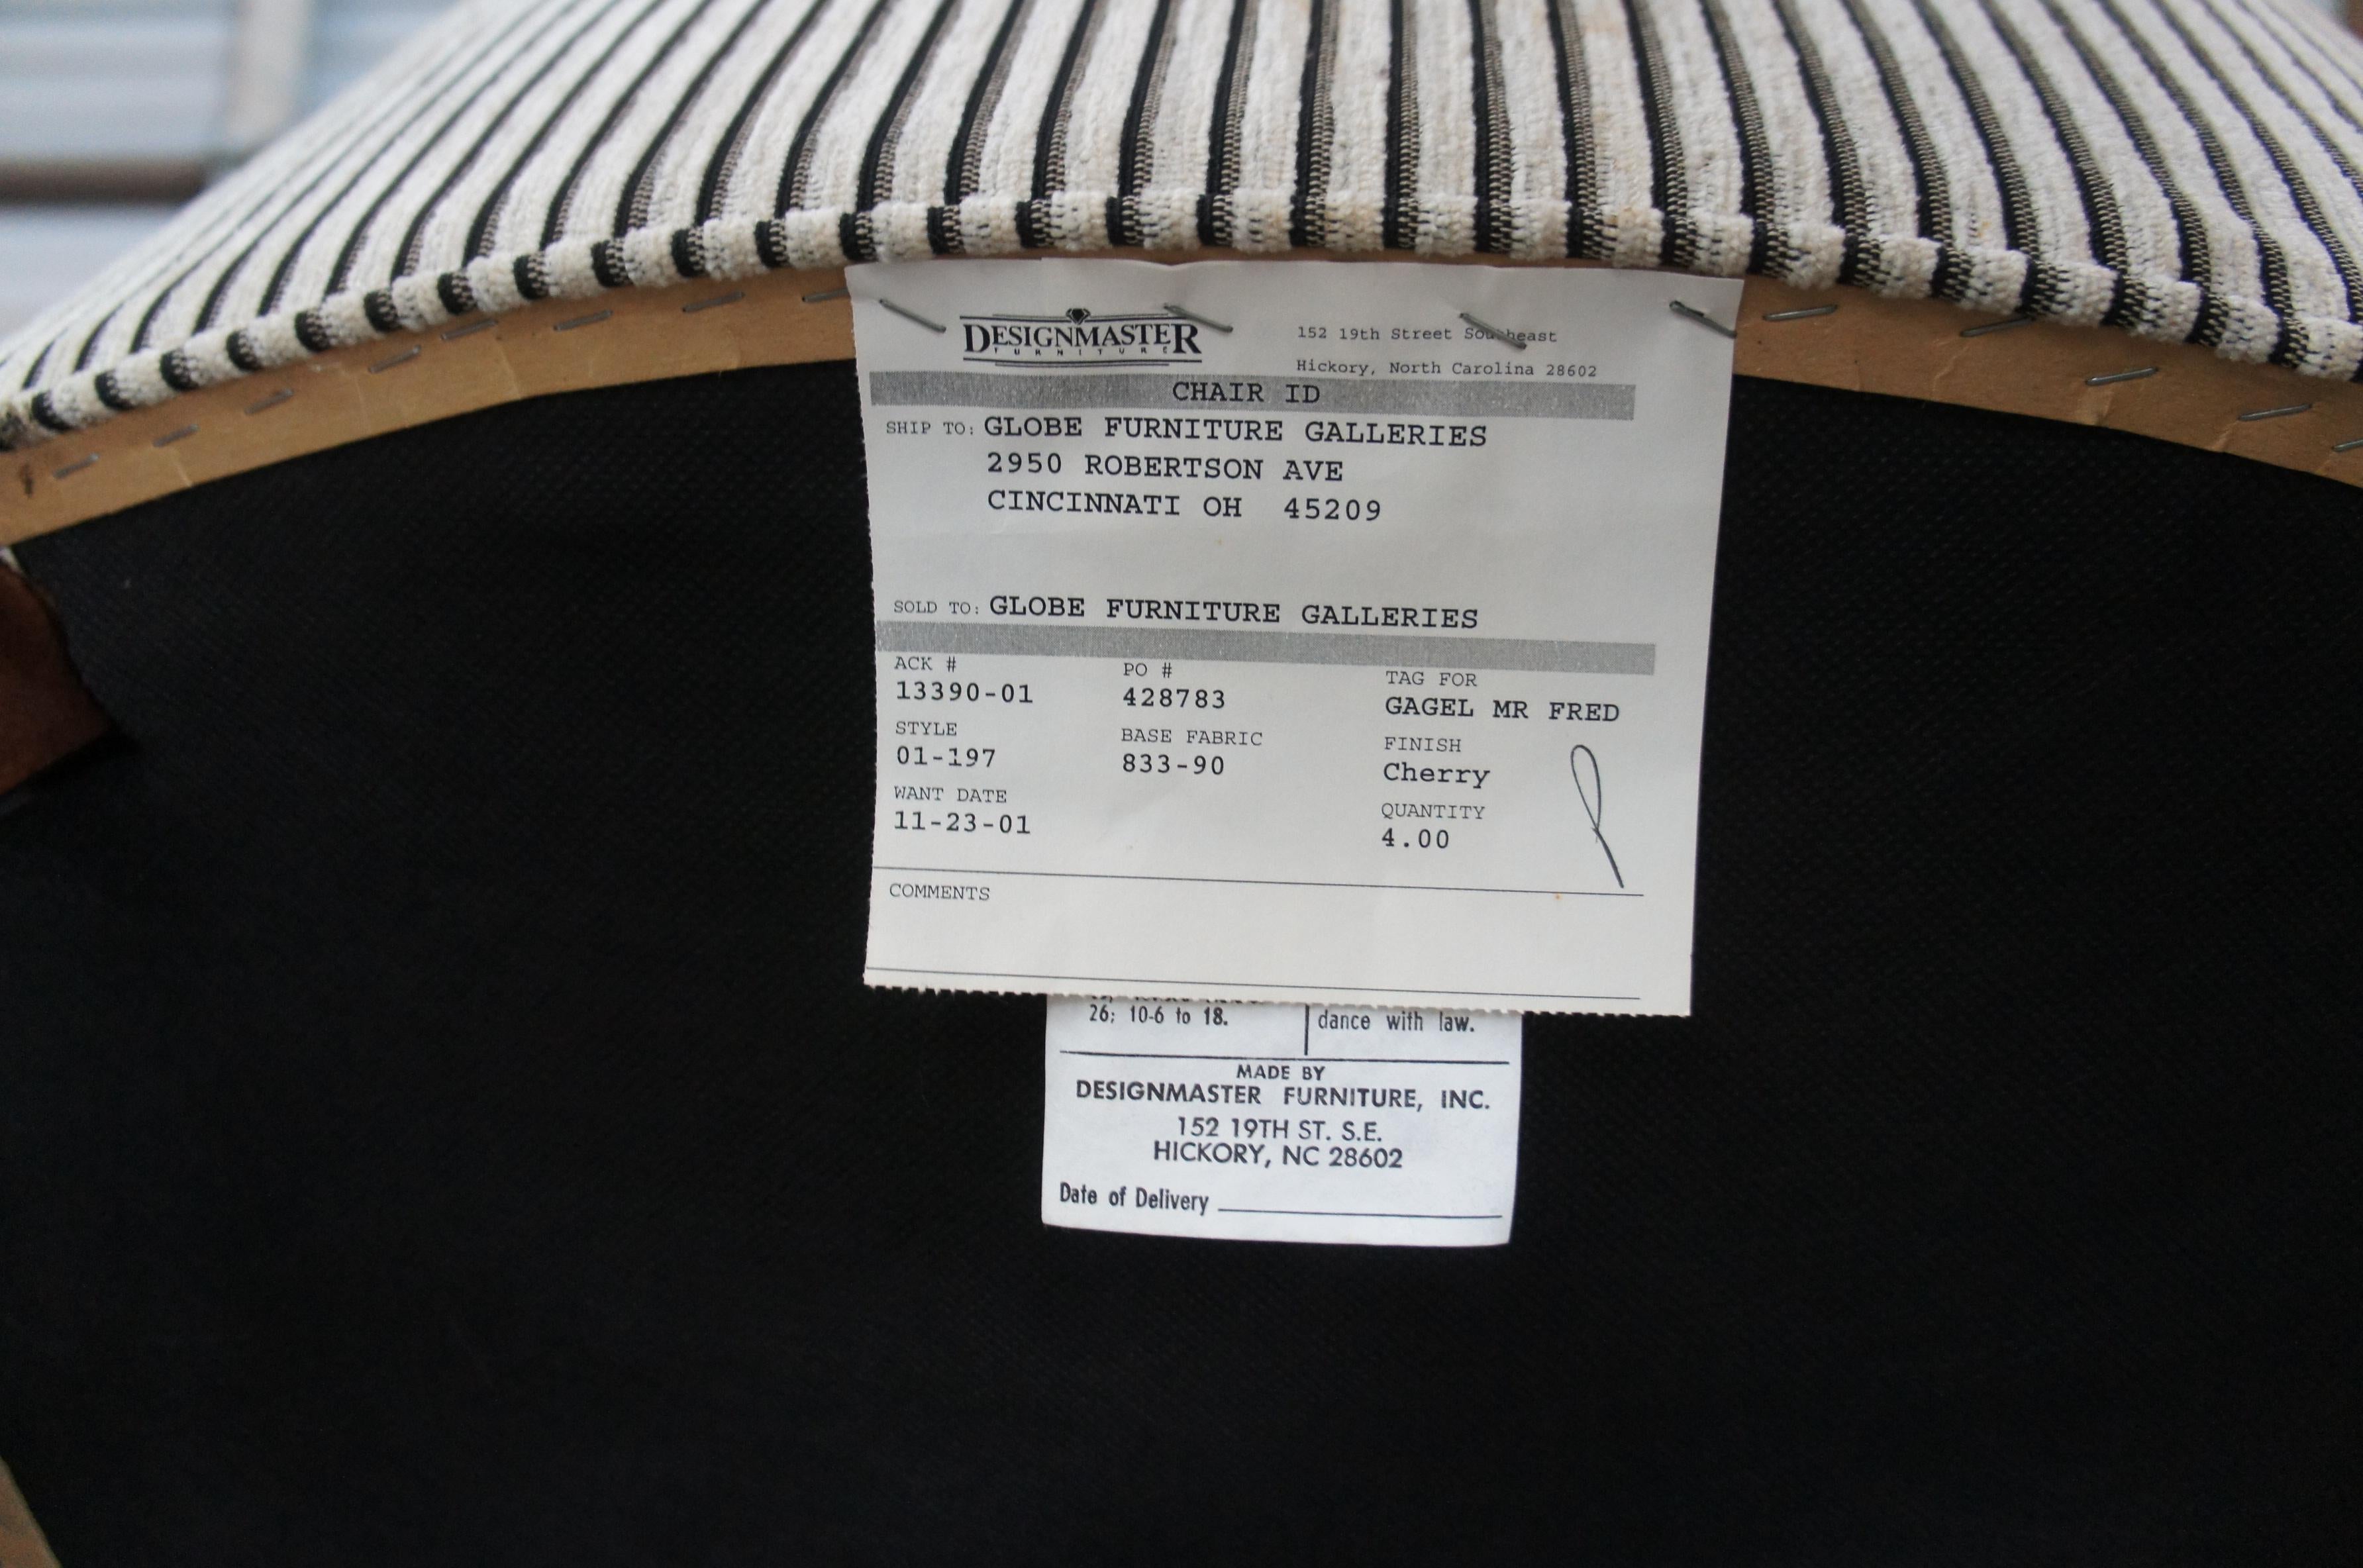 DESIGNMASTER
FURNITURE
152 19th Street Southeast
Hickory, North Carolina 28602
CHAIR ID
SHIP TO: GLOBE FURNITURE GALLERIES
2950 ROBERTSON AVE
CINCINNATI OH 45209
SOLD TO: GLOBE FURNITURE GALLERIES
ACK # PO # TAG FOR
13390-01 428783 GAGEL MR FRED
STYLE BASE FABRIC FINISH
01-197 833-90 Cherry
WANT DATE QUANTITY
11-23-01 4.00
COMMENTS
26; 10-6 to 18. dance with law.
MADE BY
DESIGNMASTER FURNITURE, INC.
152 19TH ST. S.E.
HICKORY, NC 28602
Date of Delivery